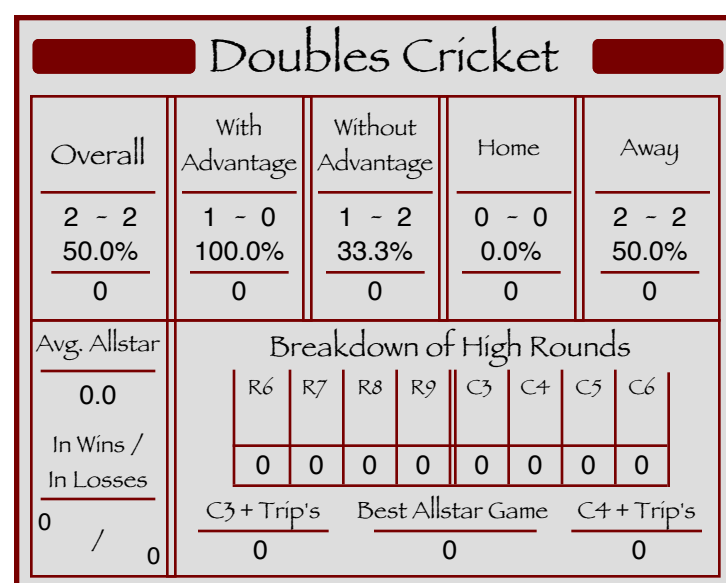 Doubles Cricket
Overall
With
Advantage
Without
Advantage
Home
Away
2 ~ 2
1 ~ 0
1 ~ 2
0 ~ 0
2 ~ 2
50.0%
100.0%
33.3%
0.0%
50.0%
0
0
0
0
0
Avg. Allstar
0.0
In Wins /
In Losses
0 / 0
Breakdown of High Rounds
R6 R7 R8 R9 C3 C4 C5 C6
0 0 0 0 0 0 0 0
C3 + Trip's
Best Allstar Game
C4 + Trip's
0
0
0